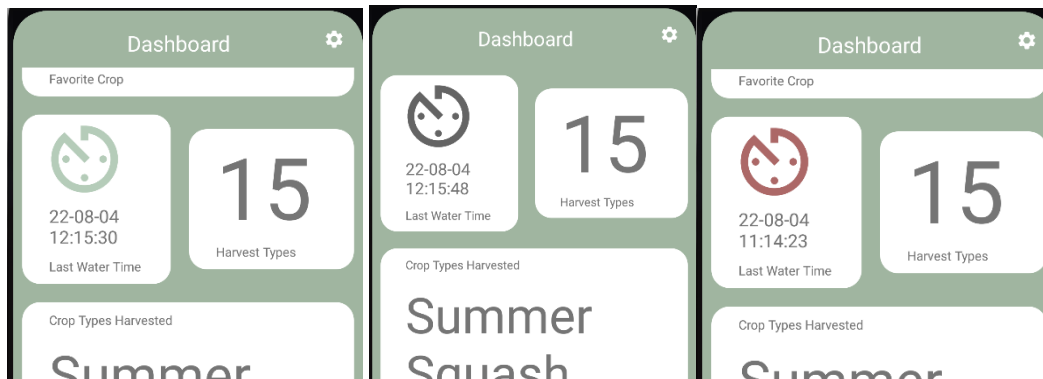 Dashboard
Favorite Crop
22-08-04
12:15:30
Last Water Time
15
Harvest Types
Crop Types Harvested
Summer
Dashboard
22-08-04
12:15:48
Last Water Time
15
Harvest Types
Crop Types Harvested
Summer
Squash
Dashboard
Favorite Crop
22-08-04
11:14:23
Last Water Time
15
Harvest Types
Crop Types Harvested
Summer